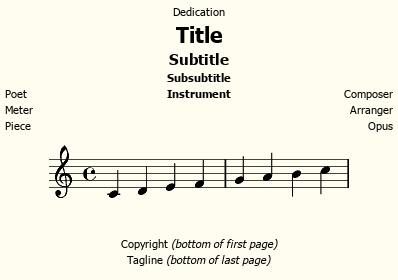 Dedication
Title
Subtitle
Subsubtitle
Poet Instrument Composer
Meter Arranger
Piece Opus
Copyright (bottom of first page)
Tagline (bottom of last page)